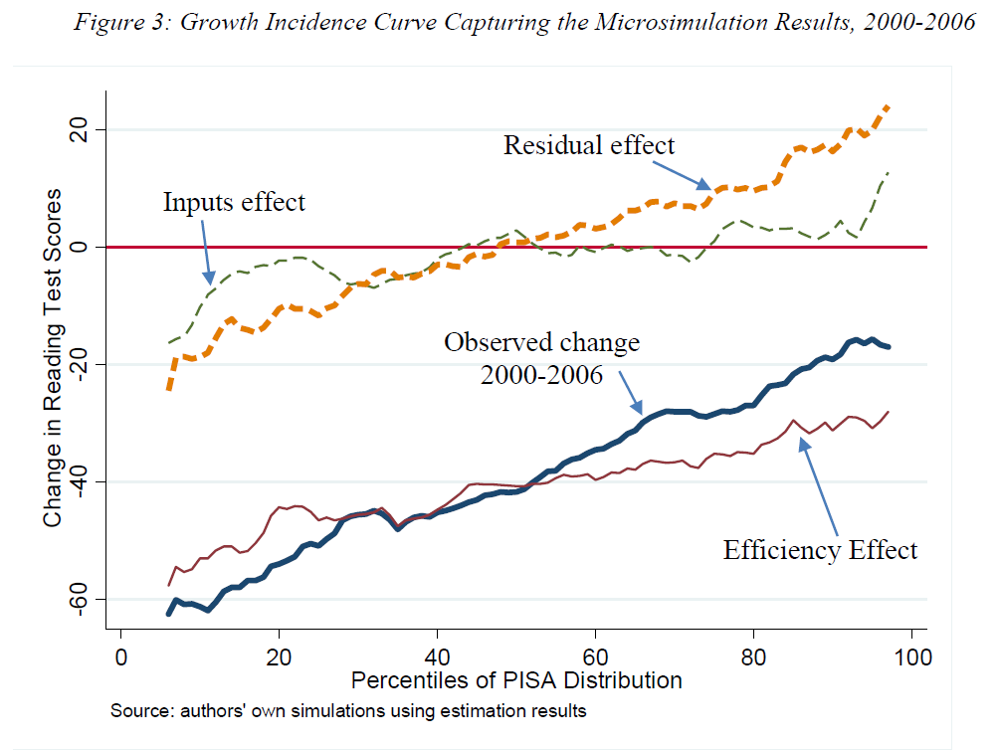 Figure 3: Growth Incidence Curve Capturing the Microsimulation Results, 2000-2006
Change in Reading Test Scores
20
0
-20
-40
-60
Residual effect
Inputs effect
Observed change
2000-2006
Efficiency Effect
0
20
40
60
80
100
Percentiles of PISA Distribution
Source: authors' own simulations using estimation results